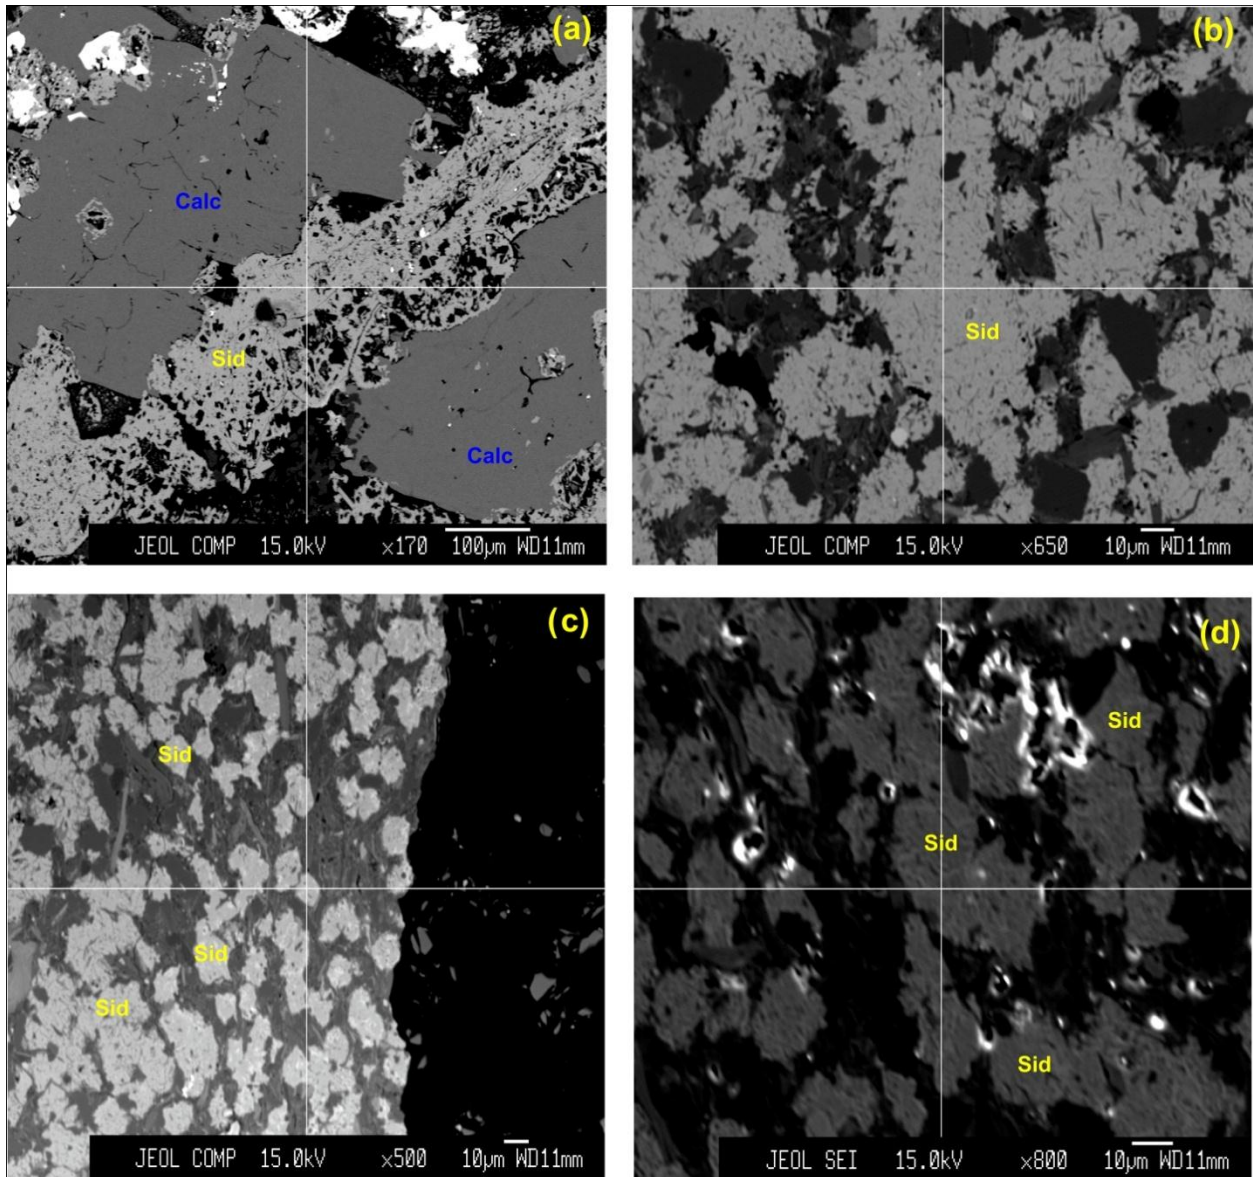 (a)
Calc
Sid
Calc
JEOL COMP 15.0kV ×170 100µm WD11mm
(b)
Sid
JEOL COMP 15.0kV ×650 10µm WD11mm
(c)
Sid
Sid
Sid
JEOL COMP 15.0kV ×500 10µm WD11mm
(d)
Sid
Sid
Sid
JEOL SEI 15.0kV ×800 10µm WD11mm